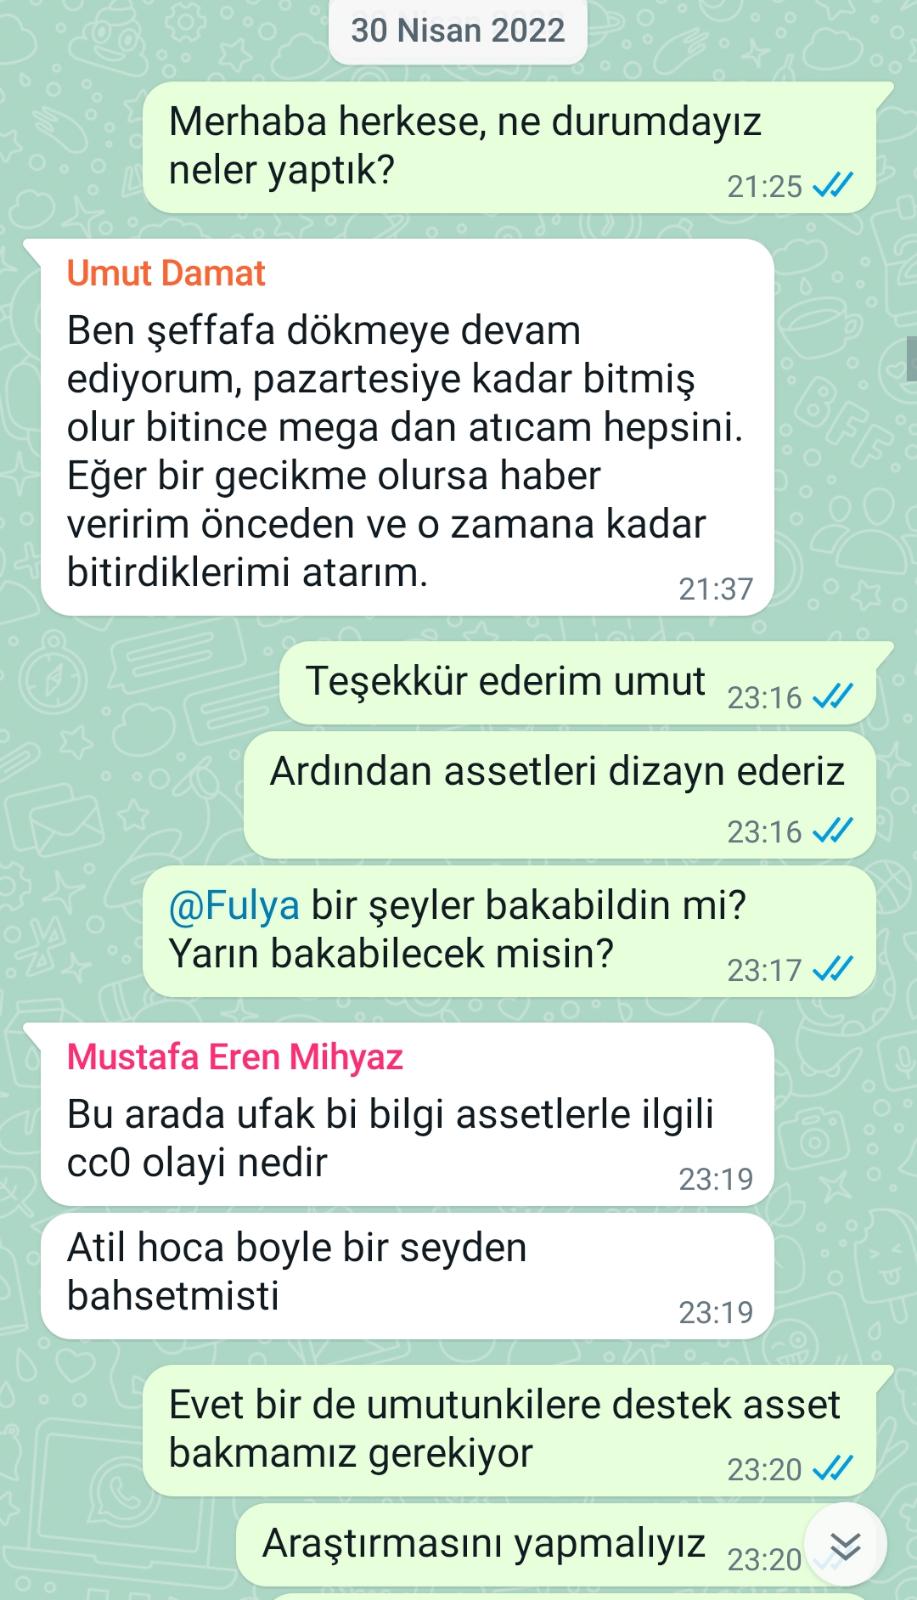 30 Nisan 2022
Merhaba herkese, ne durumdayız
neler yaptık?
21:25
Umut Damat
Ben şeffafa dökmeye devam
ediyorum, pazartesiye kadar bitmiş
olur bitince mega dan atıcam hepsini.
Eğer bir gecikme olursa haber
veririm önceden ve o zamana kadar
bitirdiklerimi atarım.
21:37
Teşekkür ederim umut
23:16
Ardından assetleri dizayn ederiz
23:16
@Fulya bir şeyler bakabildin mi?
Yarın bakabilecek misin?
23:17
Mustafa Eren Mihyaz
Bu arada ufak bi bilgi assetlerle ilgili
cc0 olayi nedir
23:19
Atil hoca boyle bir seyden
bahsetmisti
23:19
Evet bir de umutunkilere destek asset
bakmamız gerekiyor
23:20
Araştırmasını yapmalıyız
23:20